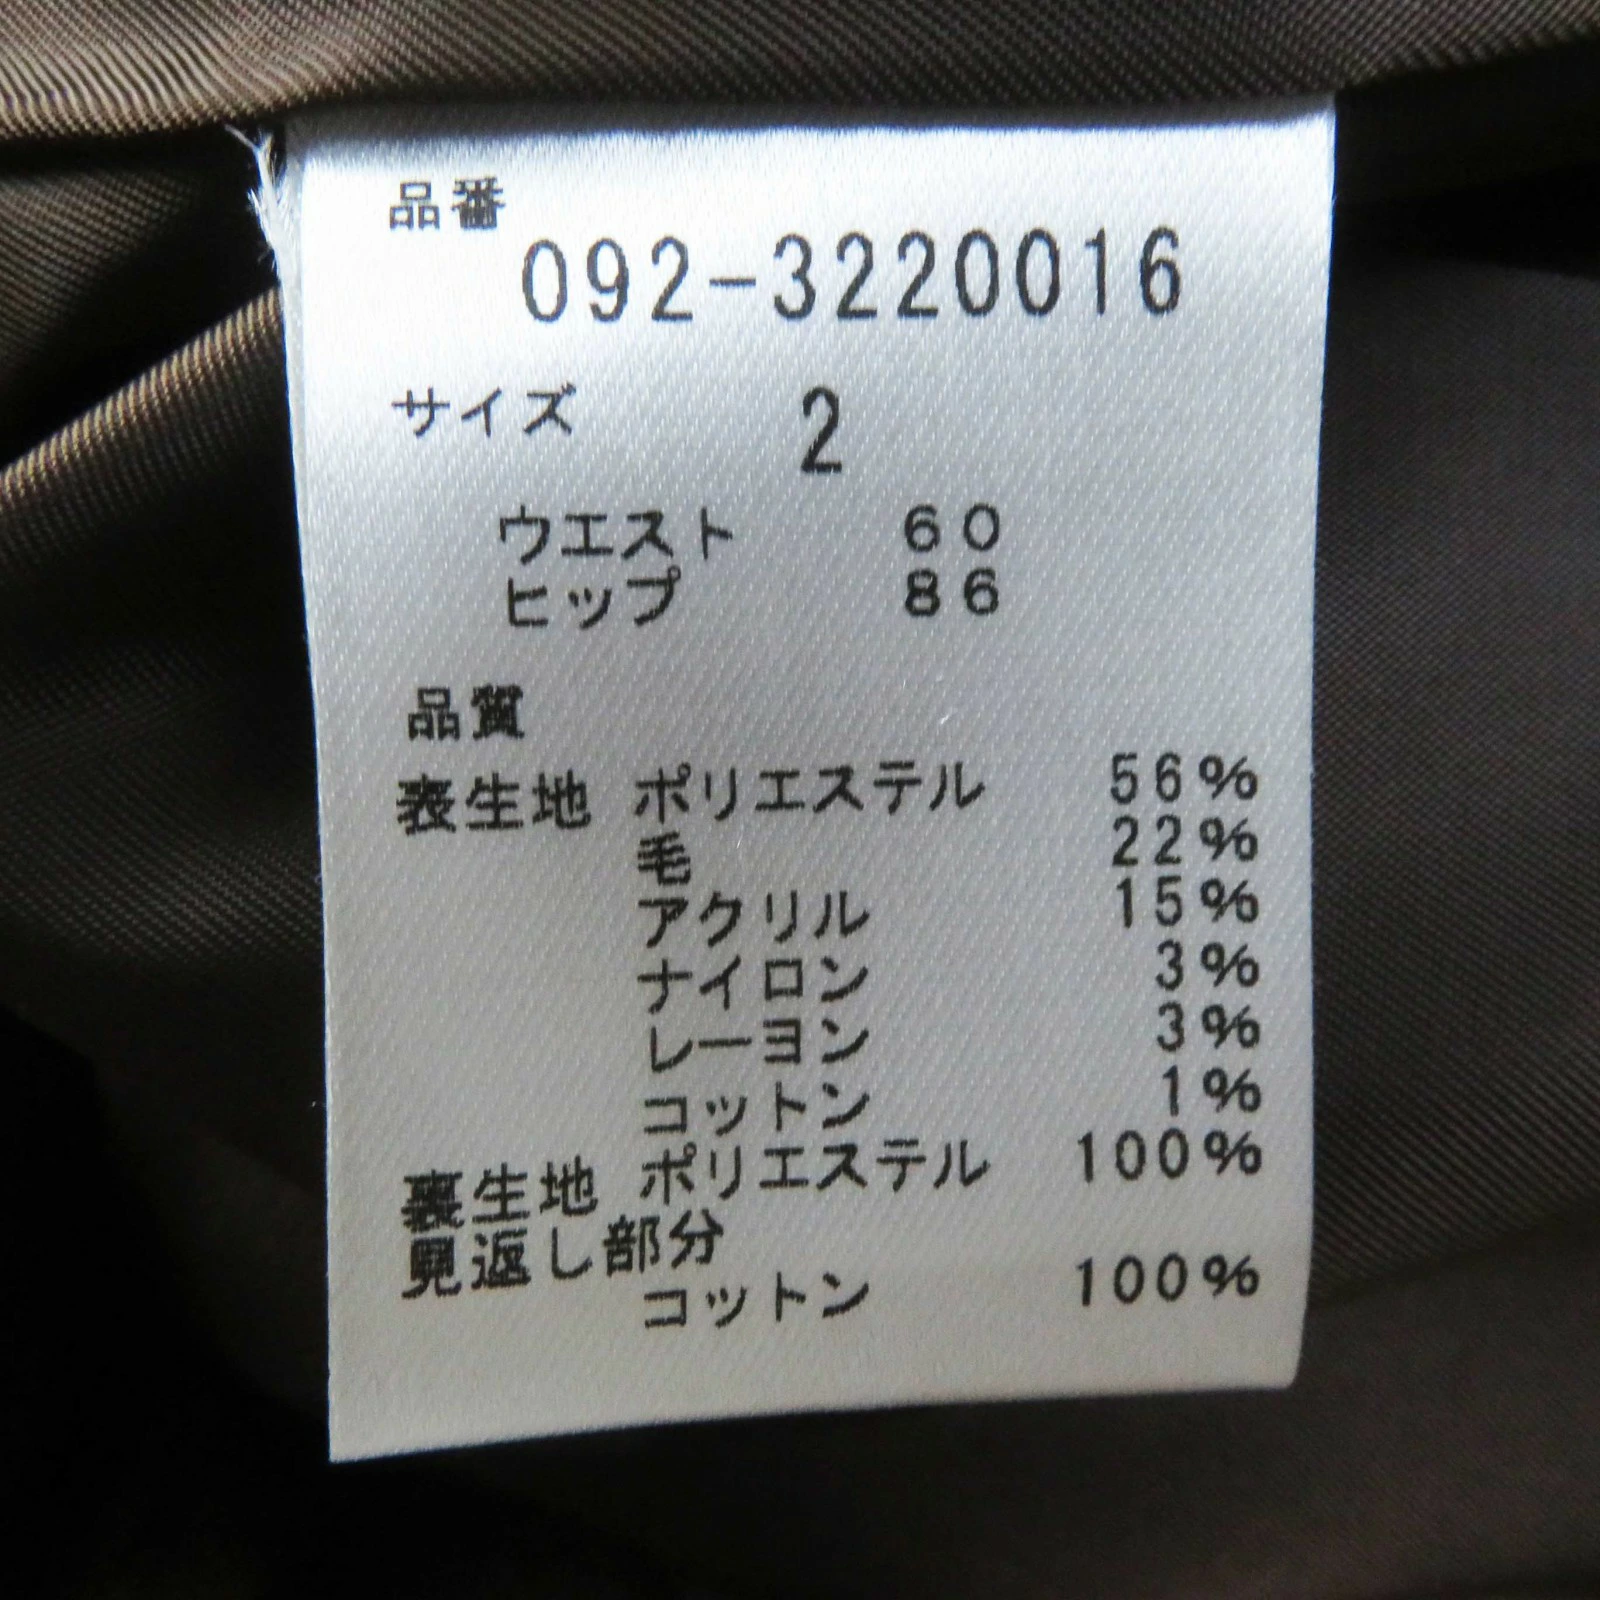 品番
092-3220016
サイズ 2
ウエスト 60
ヒップ 86
品質
表生地 ポリエステル 56%
毛 22%
アクリル 15%
ナイロン 3%
レーヨン 3%
コットン 1%
裏生地 ポリエステル 100%
見返し部分
コットン 100%